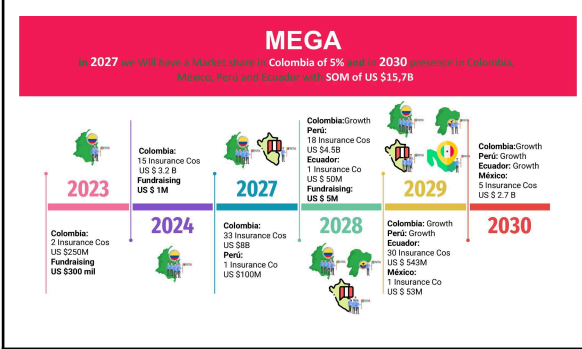 MEGA
In 2027 we Will have a Market share in Colombia of 5% and in 2030 presence in Colombia,
México, Perú and Ecuador with SOM of US $15,7B
2023
Colombia:
2 Insurance Cos
US $250M
Fundraising
US $300 mil
Colombia:
15 Insurance Cos
US $ 3.2 B
Fundraising
US $ 1M
2024
2027
Colombia:
33 Insurance Cos
US $8B
Perú:
1 Insurance Co
US $100M
Colombia:Growth
Perú:
18 Insurance Cos
US $4.5B
Ecuador:
1 Insurance Co
US $ 50M
Fundraising:
US $ 5M
2028
2029
Colombia: Growth
Perú: Growth
Ecuador:
30 Insurance Cos
US $ 543M
México:
1 Insurance Co
US $ 53M
Colombia:Growth
Perú: Growth
Ecuador: Growth
México:
5 Insurance Cos
US $ 2.7 B
2030